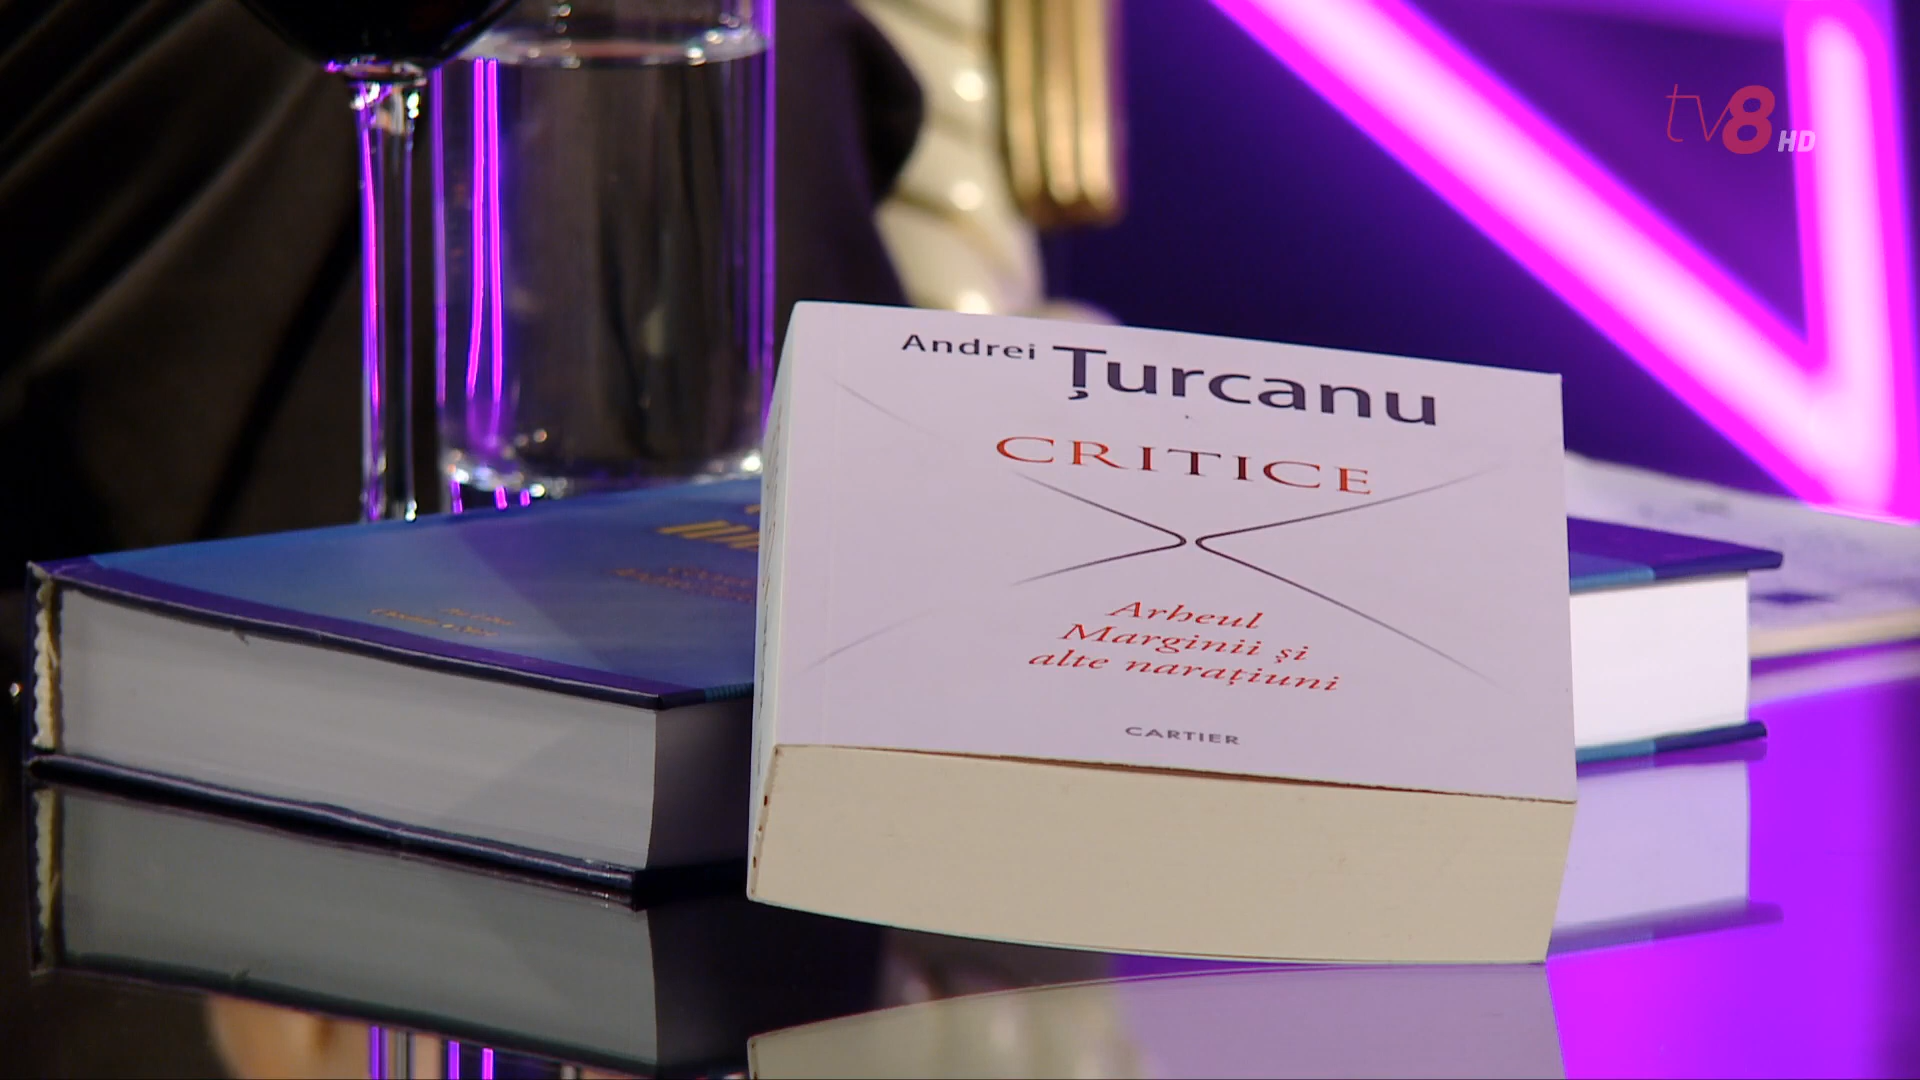 tv8 HD
Andrei Țurcanu
CRITICE
Arheul
Marginii și
alte narațiuni
CARTIER